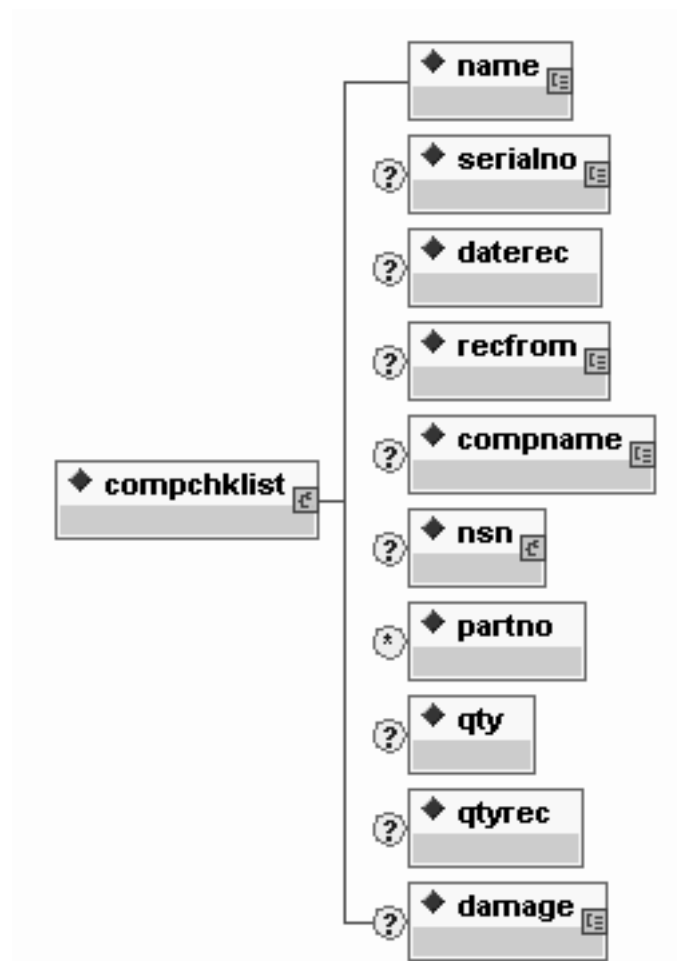 name
? serialno
? daterec
? recfrom
? compname
compchklist
? nsn
* partno
? qty
? qtyrec
? damage